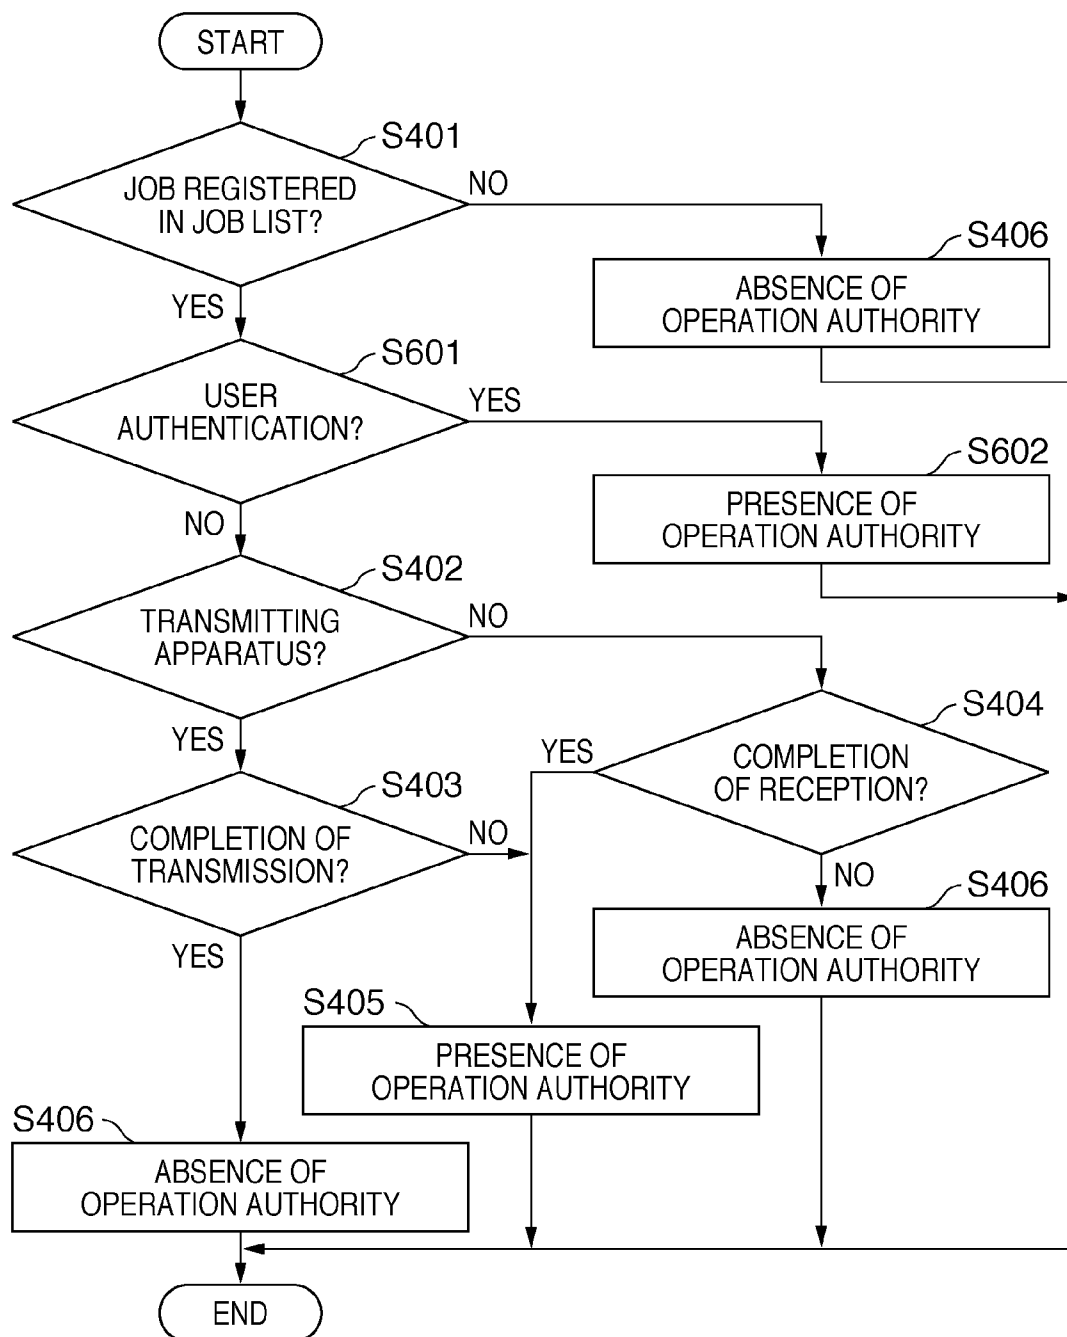 START
S401
JOB REGISTERED
IN JOB LIST?
NO
YES
S406
ABSENCE OF
OPERATION AUTHORITY
S601
USER
AUTHENTICATION?
YES
NO
S602
PRESENCE OF
OPERATION AUTHORITY
S402
TRANSMITTING
APPARATUS?
NO
YES
S404
COMPLETION
OF RECEPTION?
YES
NO
S403
COMPLETION OF
TRANSMISSION?
NO
YES
S406
ABSENCE OF
OPERATION AUTHORITY
S405
PRESENCE OF
OPERATION AUTHORITY
S406
ABSENCE OF
OPERATION AUTHORITY
END